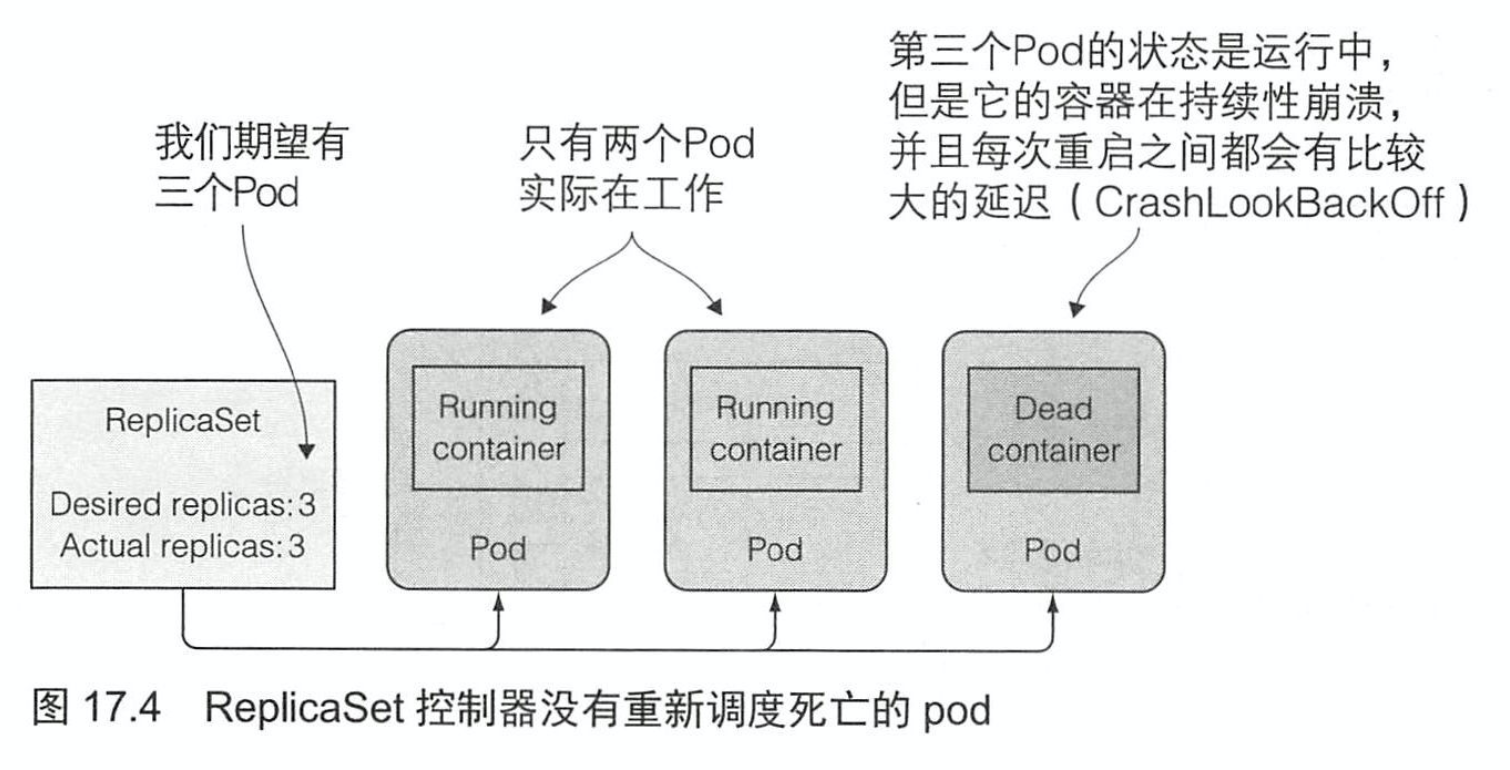 我们期望有
三个Pod
只有两个Pod
实际在工作
第三个Pod的状态是运行中，
但是它的容器在持续性崩溃，
并且每次重启之间都会有比较
大的延迟（CrashLookBackOff）
ReplicaSet
Desired replicas: 3
Actual replicas: 3
Running
container
Pod
Running
container
Pod
Dead
container
Pod
图 17.4 ReplicaSet 控制器没有重新调度死亡的 pod